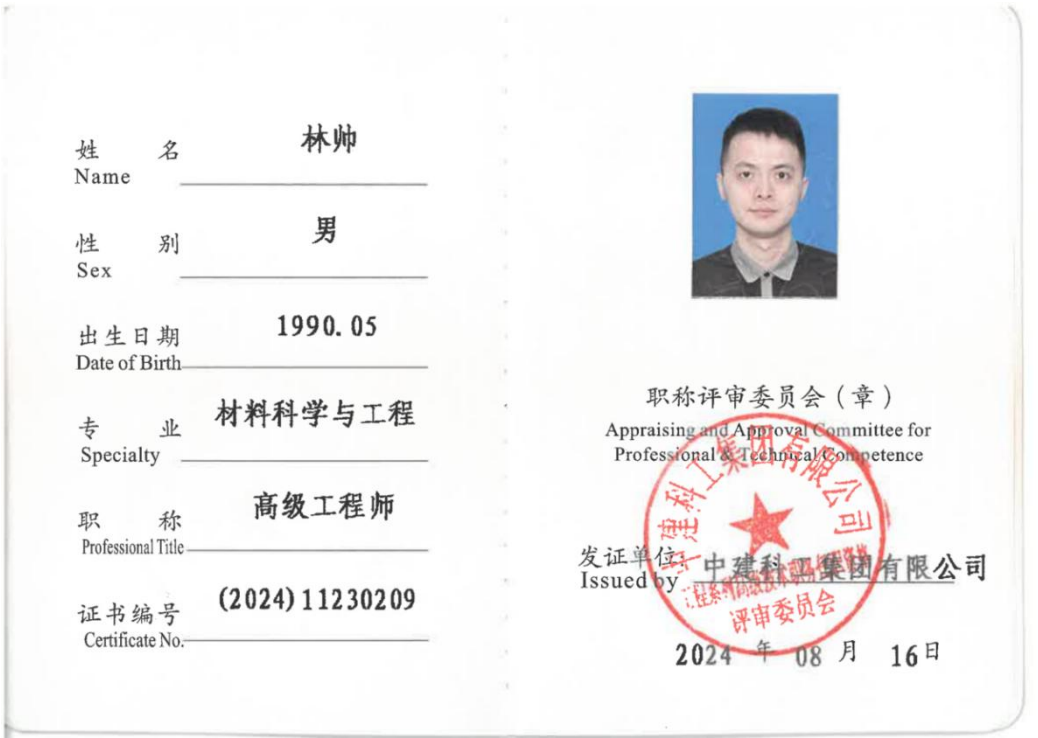 姓 名
Name
林帅
性 别
Sex
男
出生日期
Date of Birth
1990.05
专 业
Specialty
材料科学与工程
职 称
Professional Title
高级工程师
证书编号
Certificate No.
(2024)11230209
职称评审委员会(章)
Appraising and Approval Committee for
Professional & Technical Competence
中建科工集团有限公司
评审委员会
发证单位:
Issued by
中建科工集团有限公司
2024 年 08 月 16日